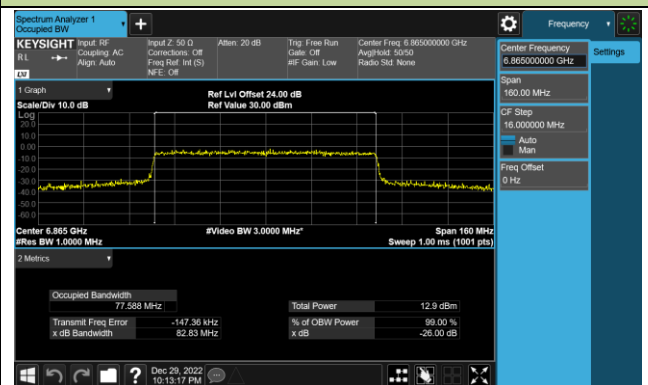 Spectrum Analyzer 1
Occupied BW
Frequency
KEYSIGHT
RL
LXI
Input: RF
Coupling: AC
Align: Auto
Input Z: 50 Ω
Corrections: Off
Freq Ref: Int (S)
NFE: Off
Atten: 20 dB
Trig: Free Run
Gate: Off
#IF Gain: Low
Center Freq: 6.865000000 GHz
Avg|Hold: 50/50
Radio Std: None
Center Frequency
6.865000000 GHz
Settings
Span
160.00 MHz
CF Step
16.000000 MHz
Auto
Man
Freq Offset
0 Hz
1 Graph
Scale/Div 10.0 dB
Ref Lvl Offset 24.00 dB
Ref Value 30.00 dBm
Log
20.0
10.0
0.0
-10.0
-20.0
-30.0
-40.0
-50.0
-60.0
Center 6.865 GHz
#Video BW 3.0000 MHz*
Span 160 MHz
#Res BW 1.0000 MHz
Sweep 1.00 ms (1001 pts)
2 Metrics
Occupied Bandwidth
77.588 MHz
Total Power
12.9 dBm
Transmit Freq Error
-147.36 kHz
% of OBW Power
99.00 %
x dB Bandwidth
82.83 MHz
x dB
-26.00 dB
?
Dec 29, 2022
10:13:17 PM